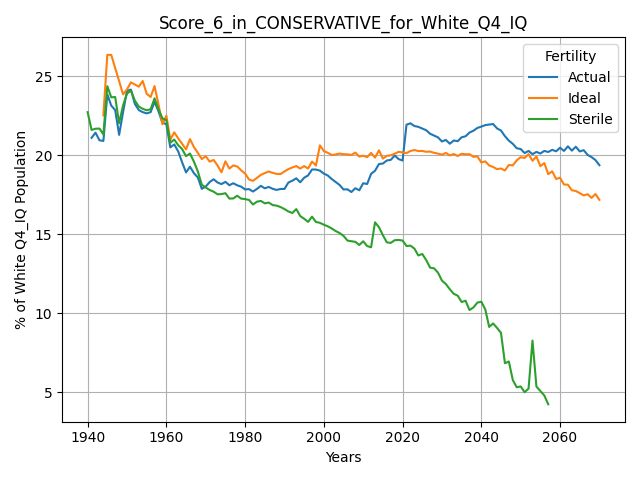 Score_6_in_CONSERVATIVE_for_White_Q4_IQ
Fertility
Actual
Ideal
Sterile
% of White Q4_IQ Population
25
20
15
10
5
1940
1960
1980
2000
2020
2040
2060
Years